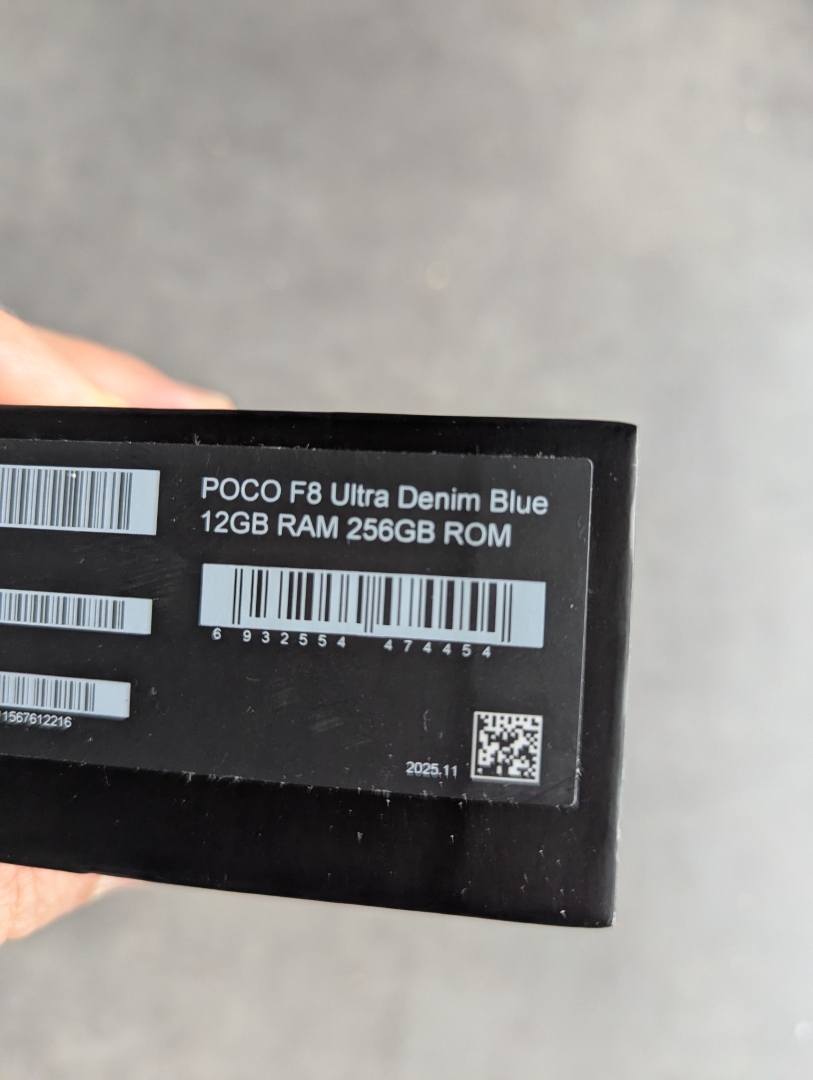 POCO F8 Ultra Denim Blue
12GB RAM 256GB ROM
6 932554 474454
1567612216
2025.11